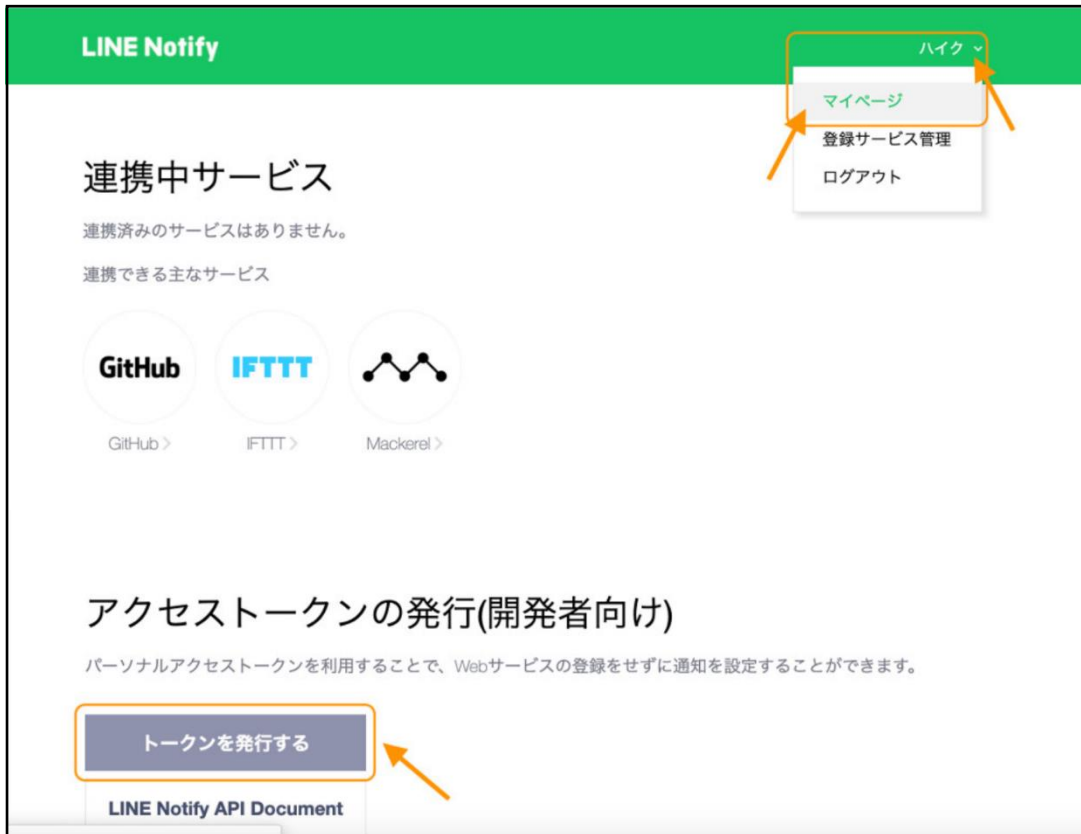 LINE Notify
ハイク
マイページ
登録サービス管理
ログアウト
連携中サービス
連携済みのサービスはありません。
連携できる主なサービス
GitHub
IFTTT
GitHub
IFTTT
Mackerel
アクセストークンの発行(開発者向け)
パーソナルアクセストークンを利用することで、Webサービスの登録をせずに通知を設定することができます。
トークンを発行する
LINE Notify API Document